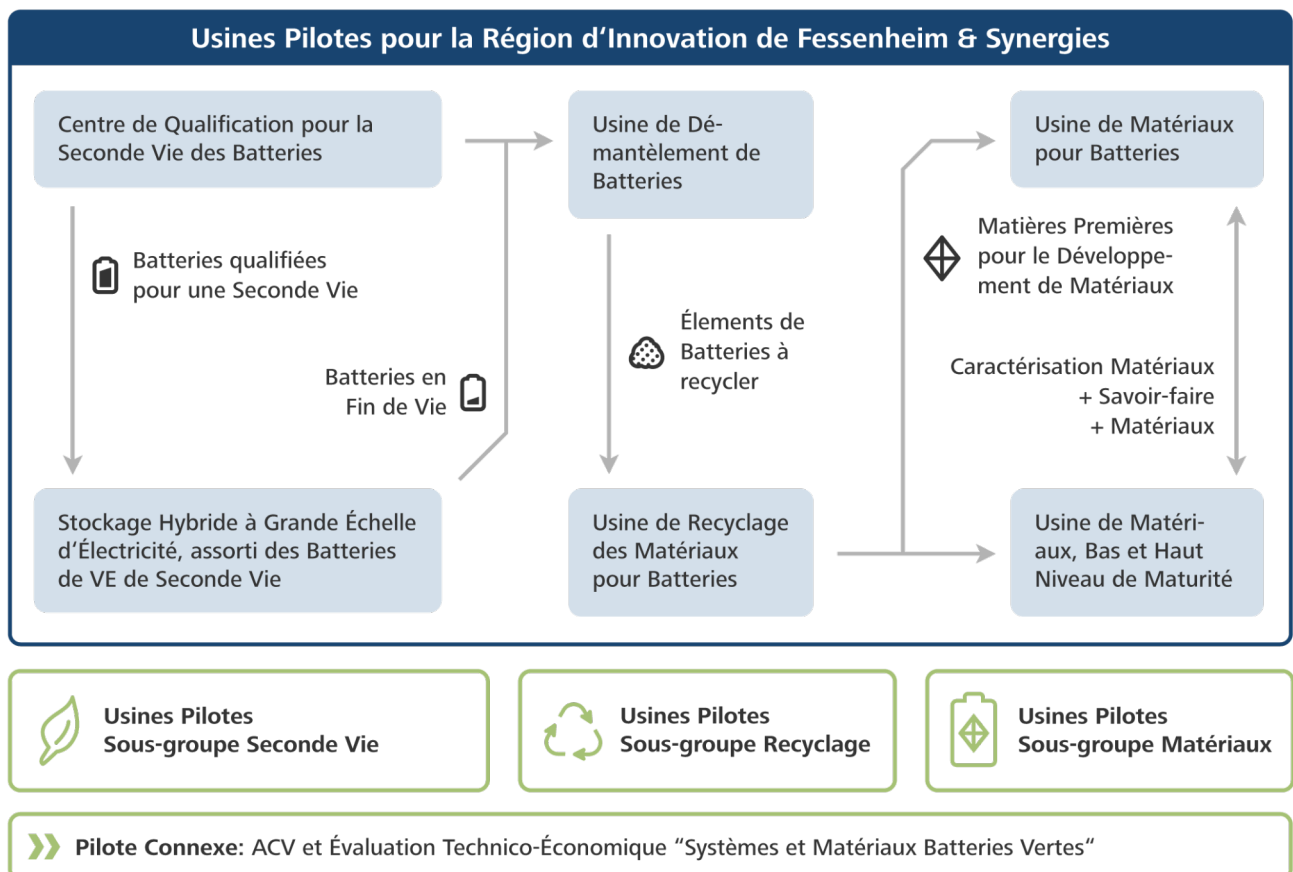 Usines Pilotes pour la Région d‘Innovation de Fessenheim & Synergies
Centre de Qualification pour la
Seconde Vie des Batteries
Usine de Dé-
mantèlement de
Batteries
Usine de Matériaux
pour Batteries
Batteries qualifiées
pour une Seconde Vie
Batteries en
Fin de Vie
Élements de
Batteries à
recycler
Matières Premières
pour le Développe-
ment de Matériaux
Caractérisation Matériaux
+ Savoir-faire
+ Matériaux
Stockage Hybride à Grande Échelle
d‘Électricité, assorti des Batteries
de VE de Seconde Vie
Usine de Recyclage
des Matériaux
pour Batteries
Usine de Matéri-
aux, Bas et Haut
Niveau de Maturité
Usines Pilotes
Sous-groupe Seconde Vie
Usines Pilotes
Sous-groupe Recyclage
Usines Pilotes
Sous-groupe Matériaux
Pilote Connexe: ACV et Évaluation Technico-Économique “Systèmes et Matériaux Batteries Vertes“